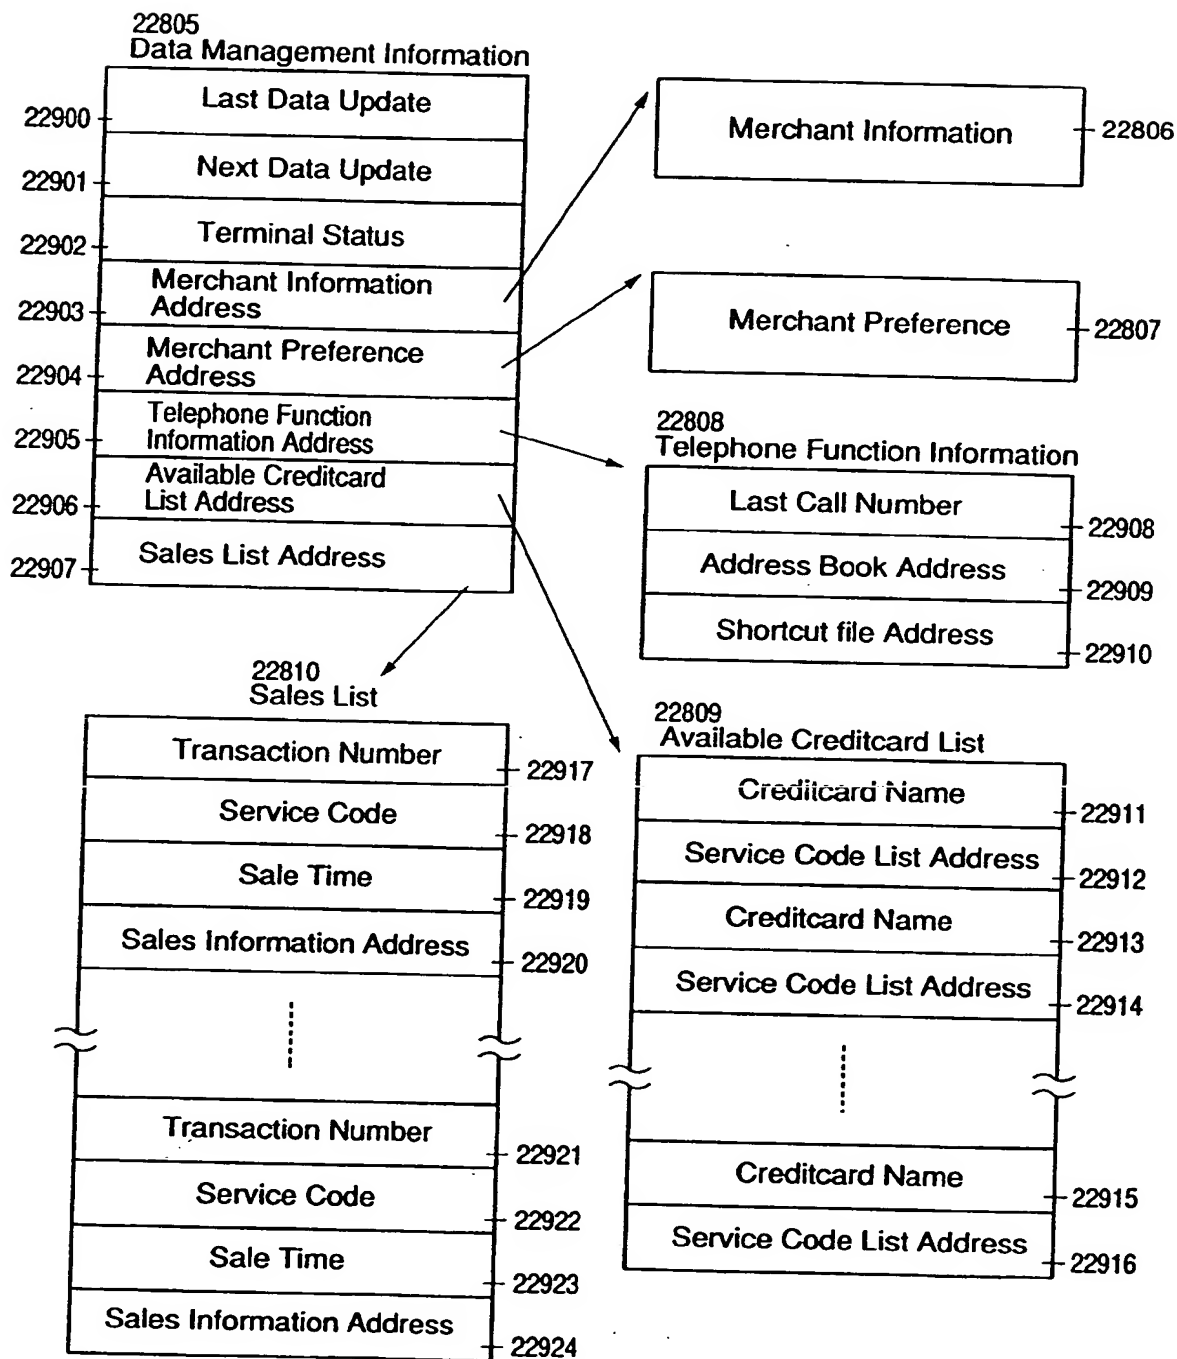 22805
Data Management Information
Last Data Update
22900
Next Data Update
22901
Terminal Status
22902
Merchant Information
Address
22903
Merchant Preference
Address
22904
Telephone Function
Information Address
22905
Available Creditcard
List Address
22906
Sales List Address
22907
Merchant Information
22806
Merchant Preference
22807
22808
Telephone Function Information
Last Call Number
22908
Address Book Address
22909
Shortcut file Address
22910
22810
Sales List
Transaction Number
22917
Service Code
22918
Sale Time
22919
Sales Information Address
22920
Transaction Number
22921
Service Code
22922
Sale Time
22923
Sales Information Address
22924
22809
Available Creditcard List
Creditcard Name
22911
Service Code List Address
22912
Creditcard Name
22913
Service Code List Address
22914
Creditcard Name
22915
Service Code List Address
22916